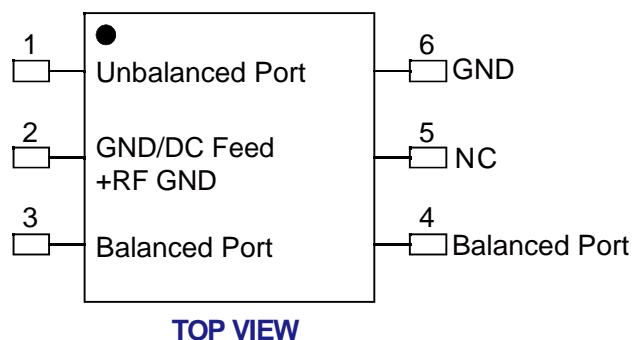 1
Unbalanced Port
6
GND
2
GND/DC Feed
+RF GND
5
NC
3
Balanced Port
4
Balanced Port
TOP VIEW